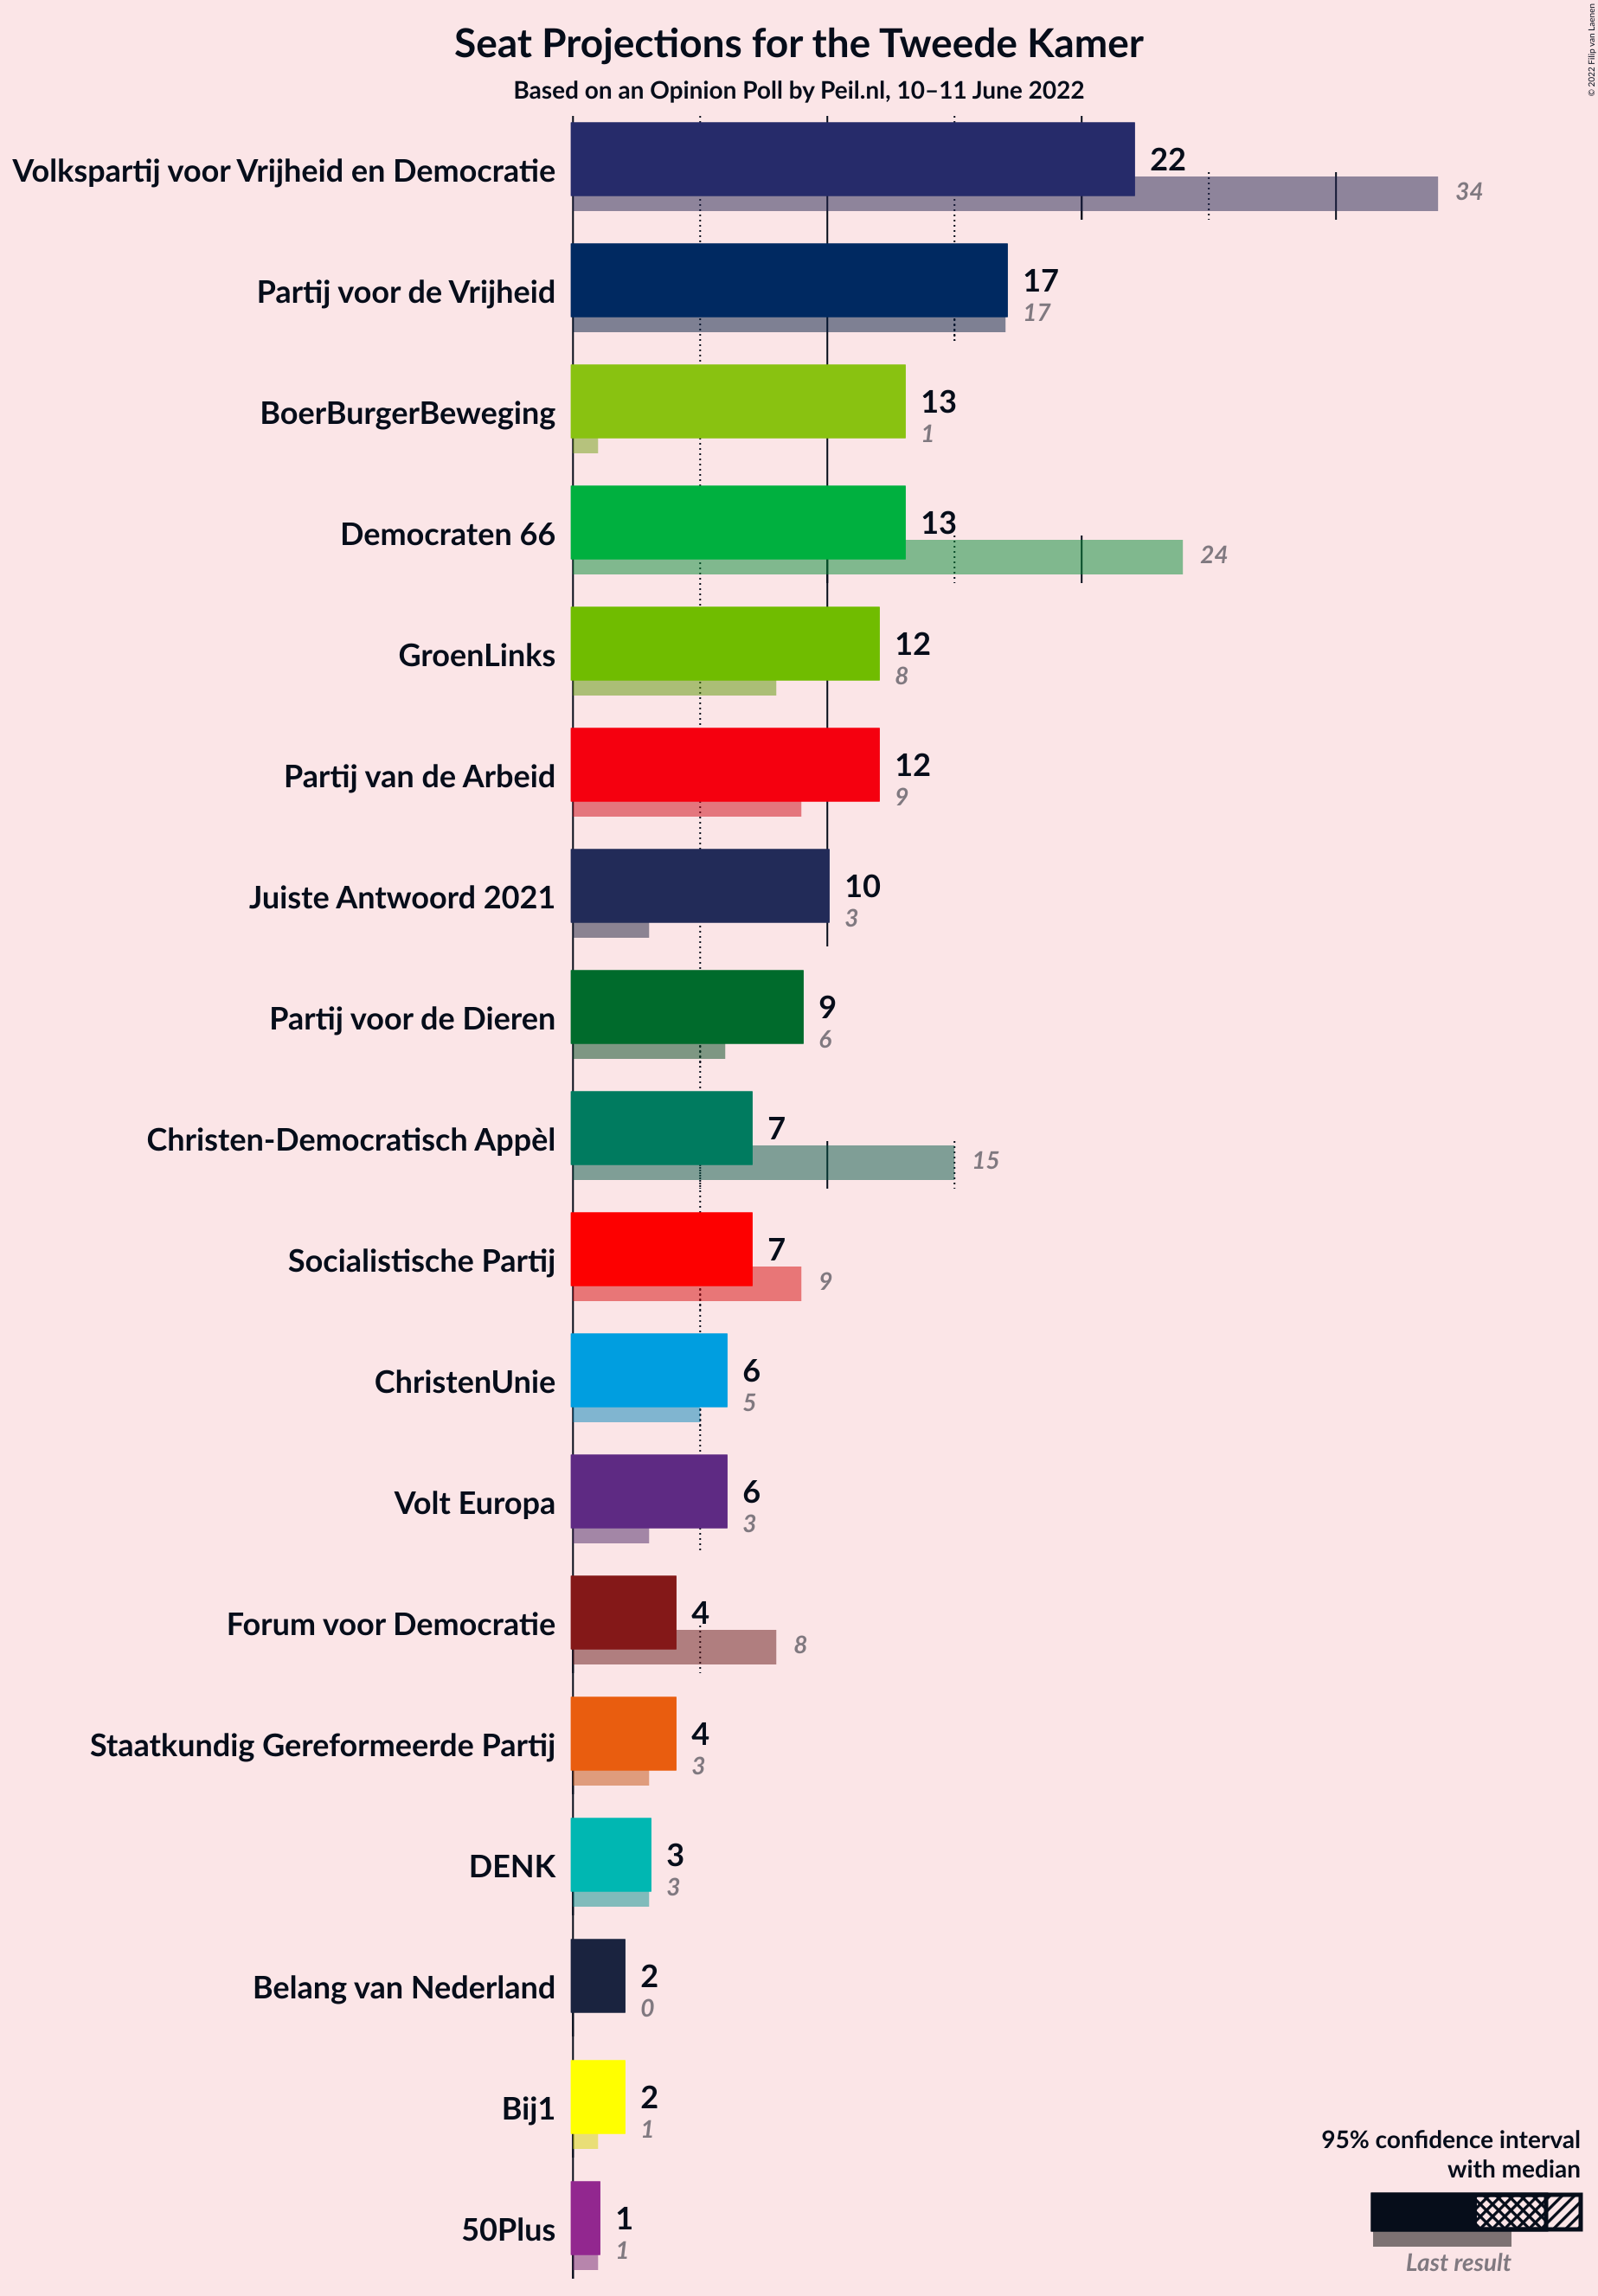 Seat Projections for the Tweede Kamer
Based on an Opinion Poll by Peil.nl, 10–11 June 2022
© 2022 Filip van Laenen
Volkspartij voor Vrijheid en Democratie
22
34
Partij voor de Vrijheid
17
17
BoerBurgerBeweging
13
1
Democraten 66
13
24
GroenLinks
12
8
Partij van de Arbeid
12
9
Juiste Antwoord 2021
10
3
Partij voor de Dieren
9
6
Christen-Democratisch Appèl
7
15
Socialistische Partij
7
9
ChristenUnie
6
5
Volt Europa
6
3
Forum voor Democratie
4
8
Staatkundig Gereformeerde Partij
4
3
DENK
3
3
Belang van Nederland
2
0
Bij1
2
1
50Plus
1
1
95% confidence interval
with median
Last result